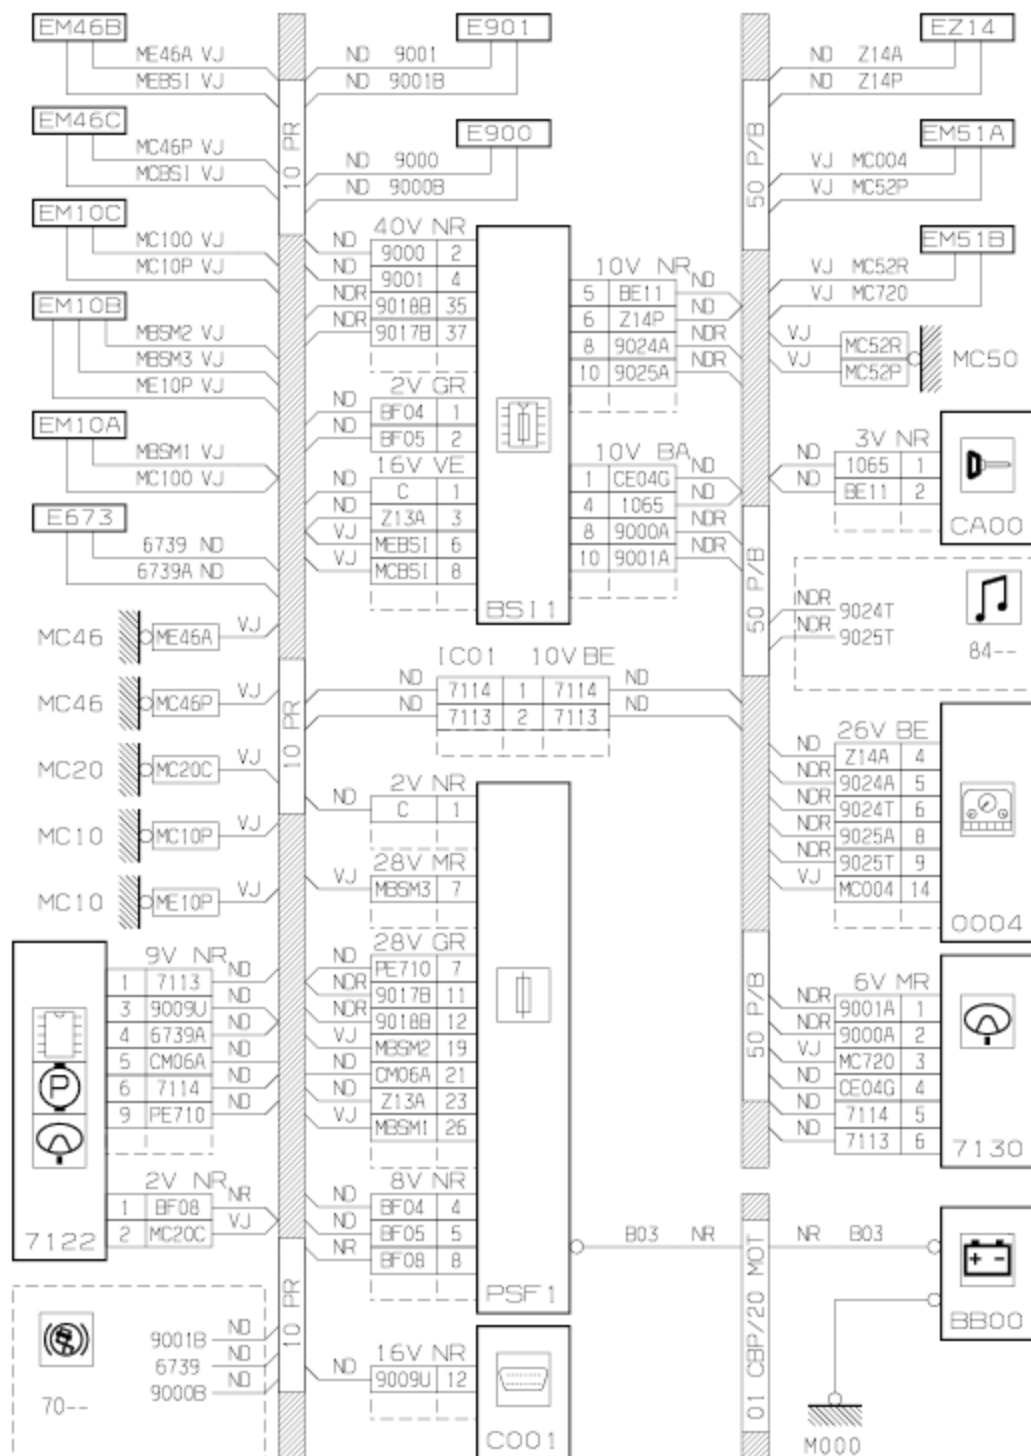 EM46B
ME46A VJ
MEBSI VJ
EM46C
MC46P VJ
MCBSI VJ
EM10C
MC100 VJ
MC10P VJ
EM10B
MBSM2 VJ
MBSM3 VJ
ME10P VJ
EM10A
MBSM1 VJ
MC100 VJ
E673
6739 ND
6739A ND
MC46 ME46A VJ
MC46 MC46P VJ
MC20 MC20C VJ
MC10 MC10P VJ
MC10 ME10P VJ
9V NR
1 7113 ND
3 9009U ND
4 6739A ND
5 CM06A ND
6 7114 ND
9 PE710 ND
P
2V NR
1 BF08 NR
2 MC20C VJ
7122
9001B ND
6739 ND
9000B ND
70--
10 PR
10 PR
10 PR
E901
ND 9001
ND 9001B
E900
ND 9000
ND 9000B
40V NR
ND 9000 2
ND 9001 4
NDR 9018B 35
NDR 9017B 37
2V GR
ND BF04 1
ND BF05 2
16V VE
ND C 1
ND Z13A 3
VJ MEBSI 6
VJ MCBSI 8
10V NR
5 BE11 ND
6 Z14P ND
8 9024A NDR
10 9025A NDR
10V BA
1 CE04G ND
4 1065 ND
8 9000A NDR
10 9001A NDR
BSI1
IC01 10V BE
ND 7114 1 7114 ND
ND 7113 2 7113 ND
2V NR
ND C 1
28V MR
VJ MBSM3 7
28V GR
ND PE710 7
NDR 9017B 11
NDR 9018B 12
VJ MBSM2 19
ND CM06A 21
ND Z13A 23
VJ MBSM1 26
8V NR
ND BF04 4
ND BF05 5
NR BF08 8
PSF1
B03 NR
16V NR
ND 9009U 12
C001
50 P/B
50 P/B
50 P/B
01 CBP/20 MOT
EZ14
ND Z14A
ND Z14P
EM51A
VJ MC004
VJ MC52P
EM51B
VJ MC52R
VJ MC720
VJ MC52R
VJ MC52P
MC50
3V NR
ND 1065 1
ND BE11 2
CA00
NDR 9024T
NDR 9025T
84--
26V BE
ND Z14A 4
NDR 9024A 5
NDR 9024T 6
NDR 9025A 8
NDR 9025T 9
VJ MC004 14
0004
6V MR
NDR 9001A 1
NDR 9000A 2
VJ MC720 3
ND CE04G 4
ND 7114 5
ND 7113 6
7130
NR B03
+ -
BB00
M000